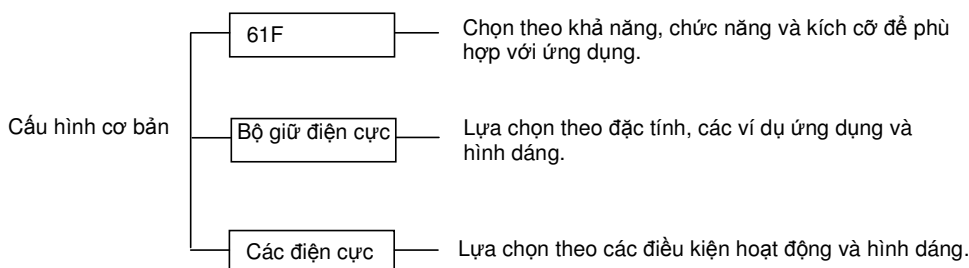 61F
Chọn theo khả năng, chức năng và kích cỡ để phù
hợp với ứng dụng.
Cấu hình cơ bản
Bộ giữ điện cực
Lựa chọn theo đặc tính, các ví dụ ứng dụng và
hình dáng.
Các điện cực
Lựa chọn theo các điều kiện hoạt động và hình dáng.